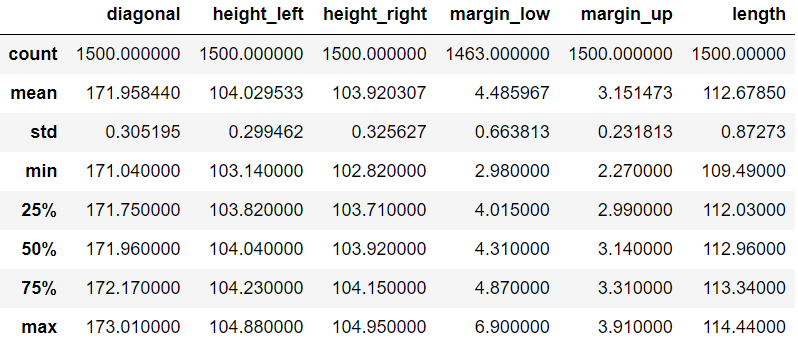 diagonal height_left height_right margin_low margin_up length
count 1500.000000 1500.000000 1500.000000 1463.000000 1500.000000 1500.00000
mean 171.958440 104.029533 103.920307 4.485967 3.151473 112.67850
std 0.305195 0.299462 0.325627 0.663813 0.231813 0.87273
min 171.040000 103.140000 102.820000 2.980000 2.270000 109.49000
25% 171.750000 103.820000 103.710000 4.015000 2.990000 112.03000
50% 171.960000 104.040000 103.920000 4.310000 3.140000 112.96000
75% 172.170000 104.230000 104.150000 4.870000 3.310000 113.34000
max 173.010000 104.880000 104.950000 6.900000 3.910000 114.44000